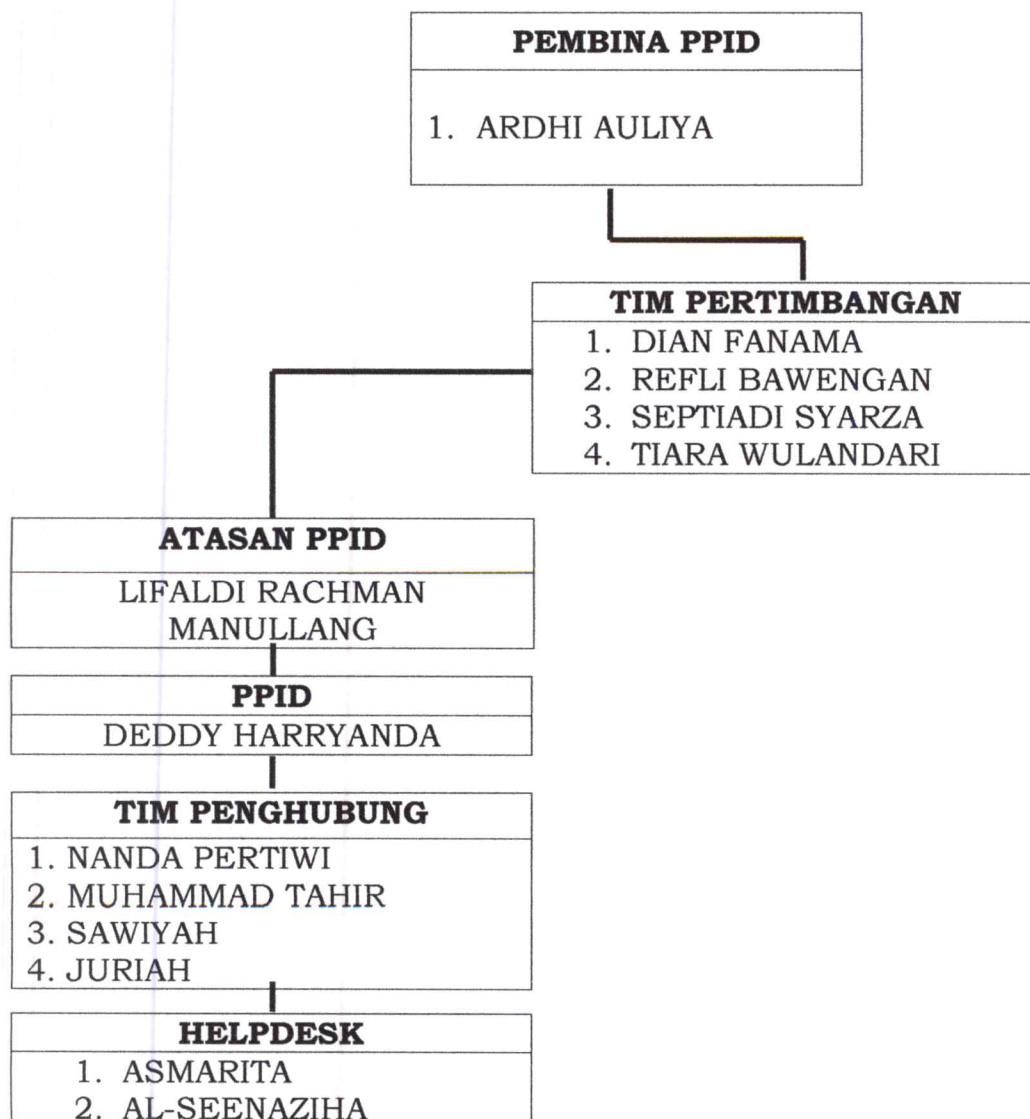 PEMBINA PPID
1. ARDHI AULIYA
TIM PERTIMBANGAN
1. DIAN FANAMA
2. REFLI BAWENGAN
3. SEPTIADI SYARZA
4. TIARA WULANDARI
ATASAN PPID
LIFALDI RACHMAN
MANULLANG
PPID
DEDDY HARRYANDA
TIM PENGHUBUNG
1. NANDA PERTIWI
2. MUHAMMAD TAHIR
3. SAWIYAH
4. JURIAH
HELPDESK
1. ASMARITA
2. AL-SEENAZIHA